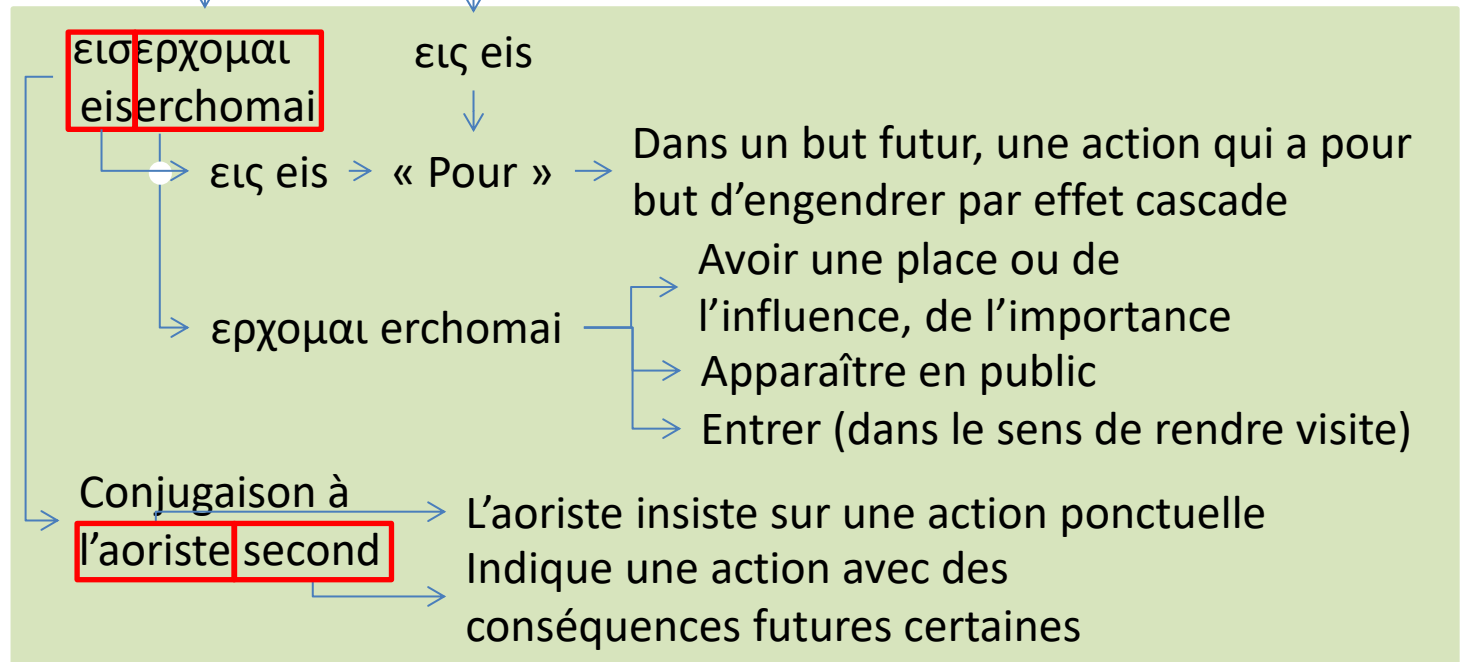 εισερχομαι
εις eis
eiserchomai
εις eis
« Pour »
Dans un but futur, une action qui a pour
but d’engendrer par effet cascade
ερχομαι erchomai
Avoir une place ou de
l’influence, de l’importance
Apparaître en public
Entrer (dans le sens de rendre visite)
Conjugaison à
l’aoriste second
L’aoriste insiste sur une action ponctuelle
Indique une action avec des
conséquences futures certaines